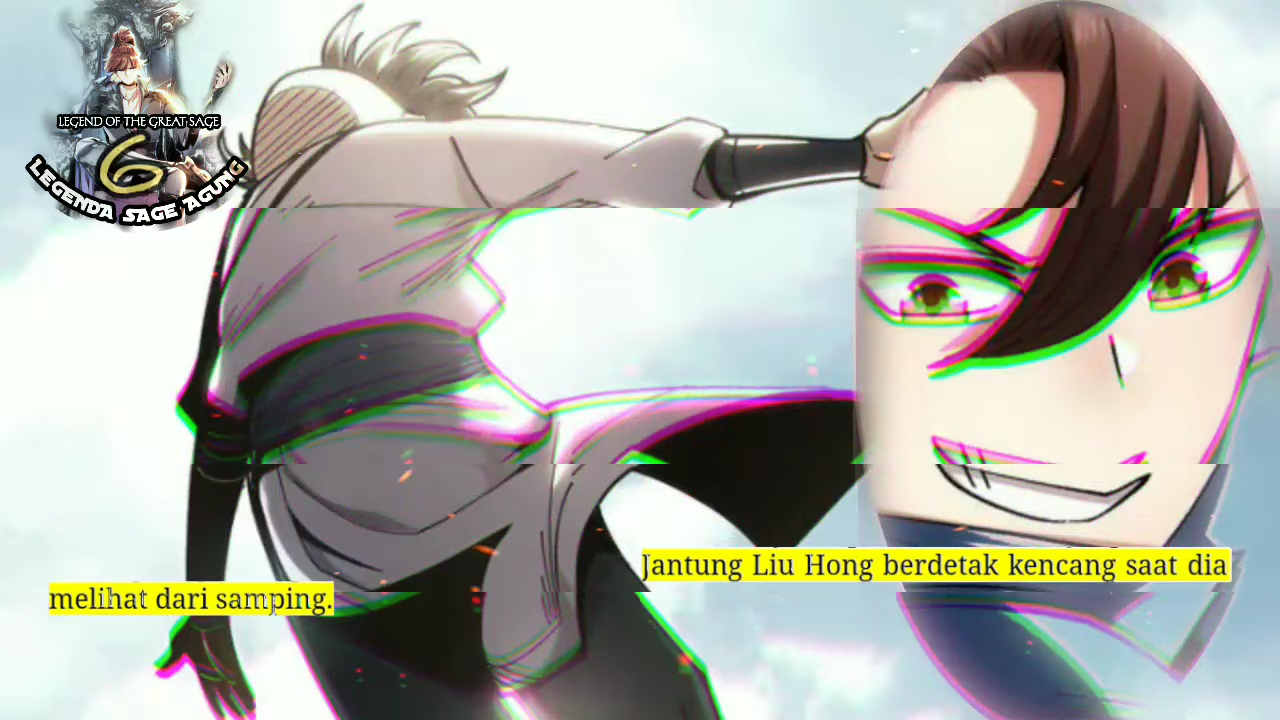 LEGEND OF THE GREAT SAGE
6
LEGENDA SAGE AGUNG
Jantung Liu Hong berdetak kencang saat dia
melihat dari samping.